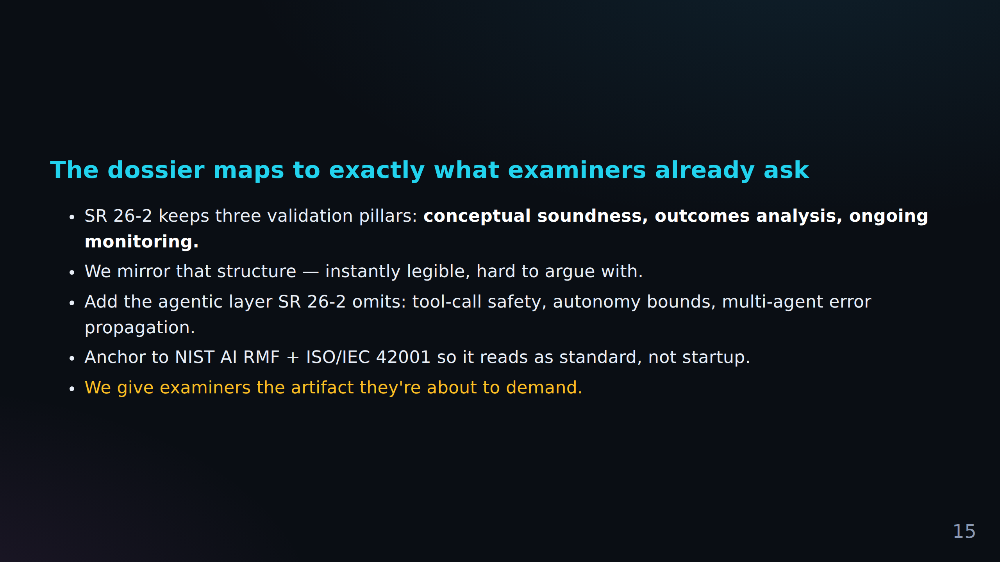 The dossier maps to exactly what examiners already ask
• SR 26-2 keeps three validation pillars: conceptual soundness, outcomes analysis, ongoing
monitoring.
• We mirror that structure — instantly legible, hard to argue with.
• Add the agentic layer SR 26-2 omits: tool-call safety, autonomy bounds, multi-agent error
propagation.
• Anchor to NIST AI RMF + ISO/IEC 42001 so it reads as standard, not startup.
• We give examiners the artifact they're about to demand.
15